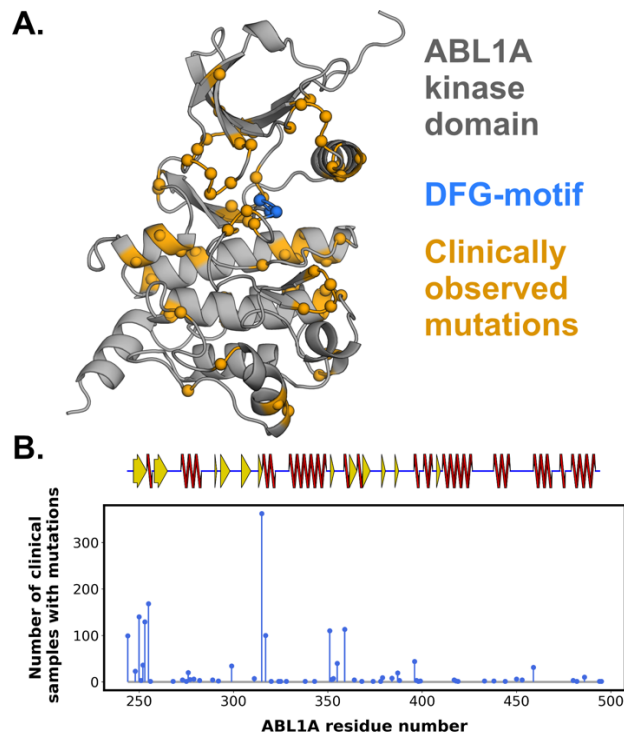 A.
ABL1A
kinase
domain
DFG-motif
Clinically
observed
mutations
B.
Number of clinical
samples with mutations
300
200
100
0
250
300
350
400
450
500
ABL1A residue number